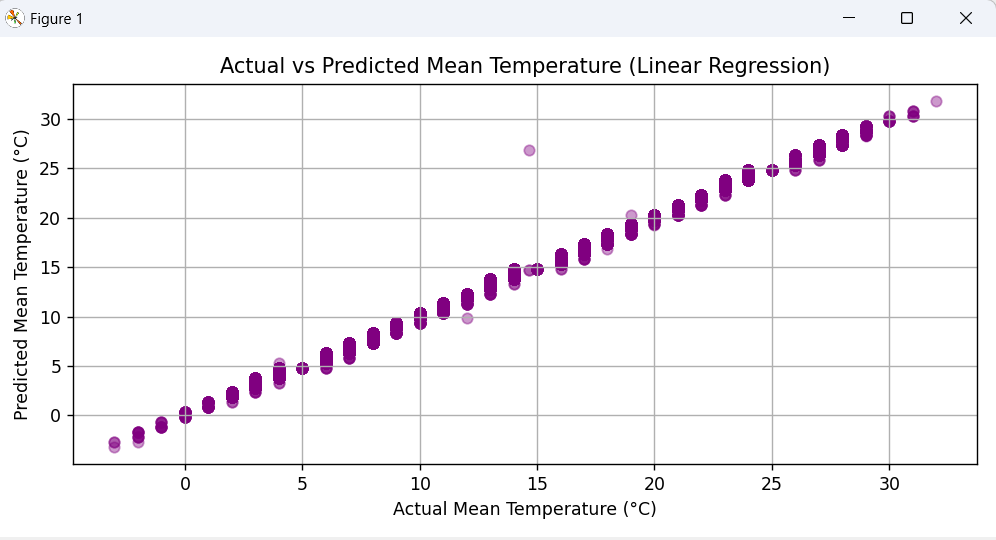 Figure 1
Actual vs Predicted Mean Temperature (Linear Regression)
Predicted Mean Temperature (°C)
30
25
20
15
10
5
0
0 5 10 15 20 25 30
Actual Mean Temperature (°C)